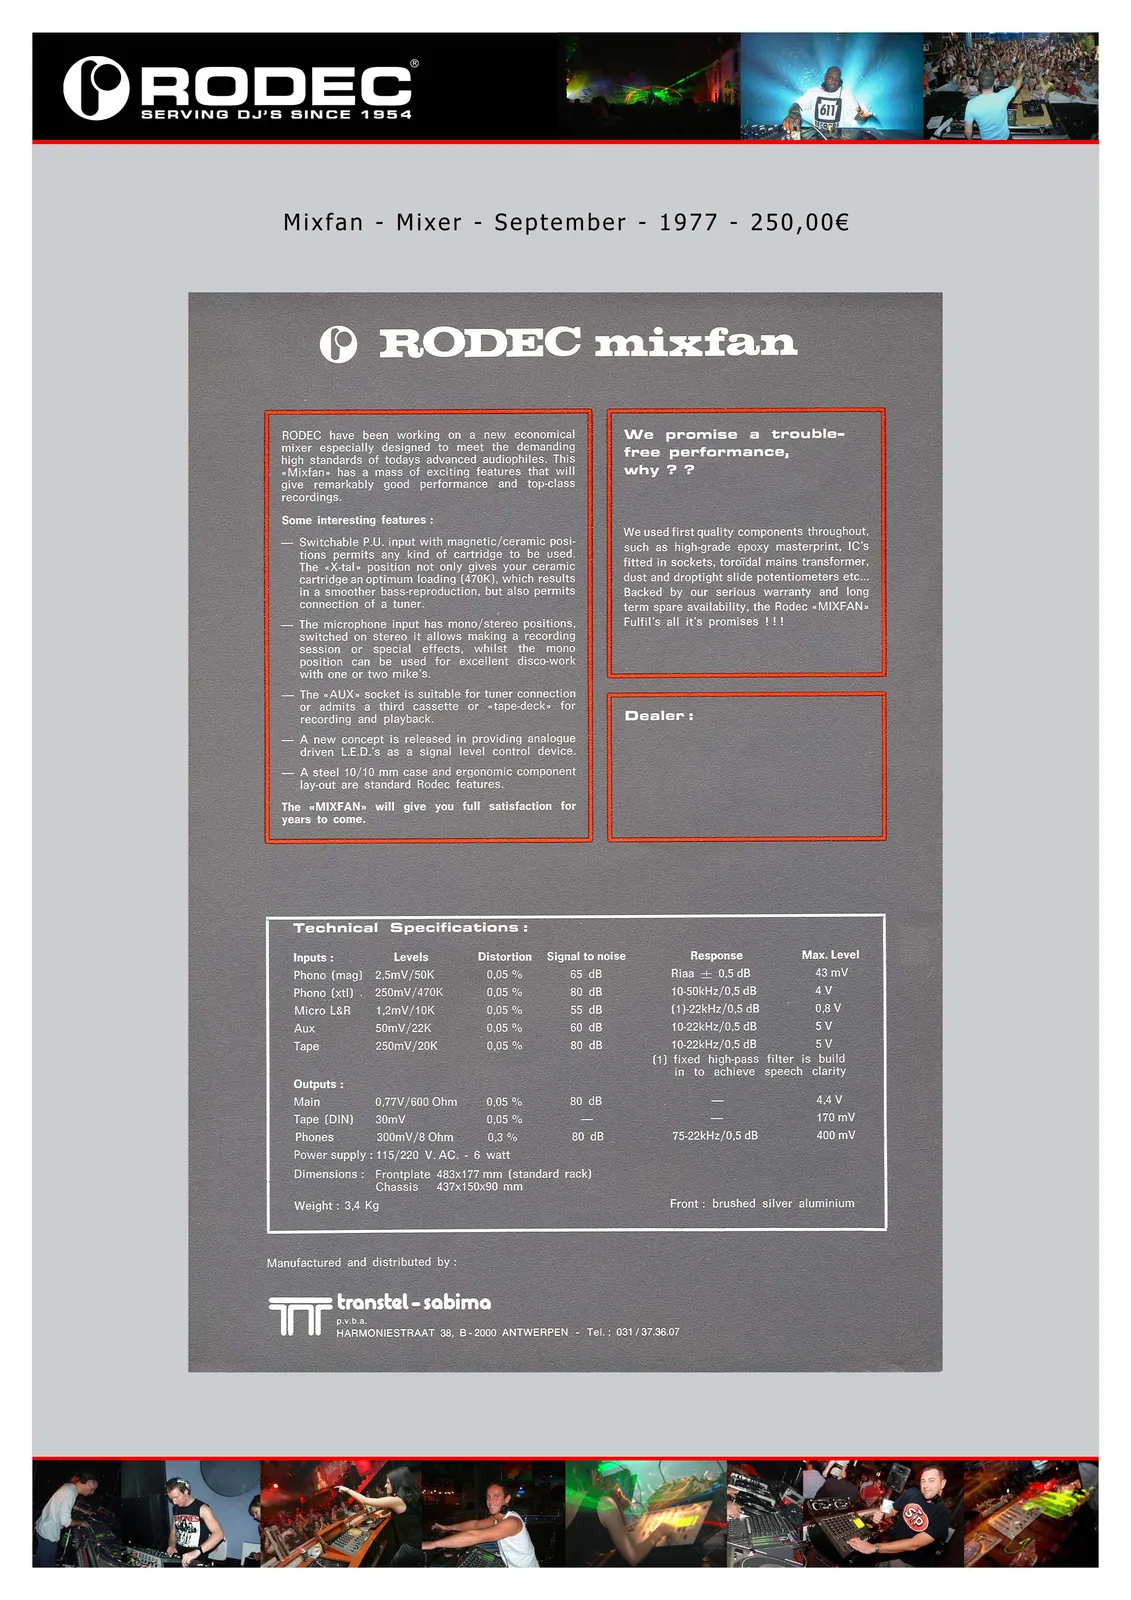 RODEC®
SERVING DJ'S SINCE 1954
611
Mixfan - Mixer - September - 1977 - 250,00€
RODEC mixfan
RODEC have been working on a new economical
mixer especially designed to meet the demanding
high standards of todays advanced audiophiles. This
«Mixfan» has a mass of exciting features that will
give remarkably good performance and top-class
recordings.
Some interesting features :
— Switchable P.U. input with magnetic/ceramic posi-
tions permits any kind of cartridge to be used.
The «X-tal» position not only gives your ceramic
cartridge an optimum loading (470K), which results
in a smoother bass-reproduction, but also permits
connection of a tuner.
— The microphone input has mono/stereo positions,
switched on stereo it allows making a recording
session or special effects, whilst the mono
position can be used for excellent disco-work
with one or two mike's.
— The «AUX» socket is suitable for tuner connection
or admits a third cassette or «tape-deck» for
recording and playback.
— A new concept is released in providing analogue
driven L.E.D.'s as a signal level control device.
— A steel 10/10 mm case and ergonomic component
lay-out are standard Rodec features.
The «MIXFAN» will give you full satisfaction for
years to come.
We promise a trouble-
free performance,
why ? ?
We used first quality components throughout,
such as high-grade epoxy masterprint, IC's
fitted in sockets, toroïdal mains transformer,
dust and droptight slide potentiometers etc...
Backed by our serious warranty and long
term spare availability, the Rodec «MIXFAN»
Fulfil's all it's promises ! ! !
Dealer :
Technical Specifications :
Inputs : Levels Distortion Signal to noise Response Max. Level
Phono (mag) 2,5mV/50K 0,05 % 65 dB Riaa ± 0,5 dB 43 mV
Phono (xtl) . 250mV/470K 0,05 % 80 dB 10-50kHz/0,5 dB 4 V
Micro L&R 1,2mV/10K 0,05 % 55 dB (1)-22kHz/0,5 dB 0,8 V
Aux 50mV/22K 0,05 % 60 dB 10-22kHz/0,5 dB 5 V
Tape 250mV/20K 0,05 % 80 dB 10-22kHz/0,5 dB 5 V
(1) fixed high-pass filter is build
in to achieve speech clarity
Outputs :
Main 0,77V/600 Ohm 0,05 % 80 dB — 4,4 V
Tape (DIN) 30mV 0,05 % — — 170 mV
Phones 300mV/8 Ohm 0,3 % 80 dB 75-22kHz/0,5 dB 400 mV
Power supply : 115/220 V. AC. - 6 watt
Dimensions : Frontplate 483x177 mm (standard rack)
Chassis 437x150x90 mm
Weight : 3,4 Kg Front : brushed silver aluminium
Manufactured and distributed by :
transtel-sabima
p.v.b.a.
HARMONIESTRAAT 38, B-2000 ANTWERPEN - Tel. : 031/37.36.07